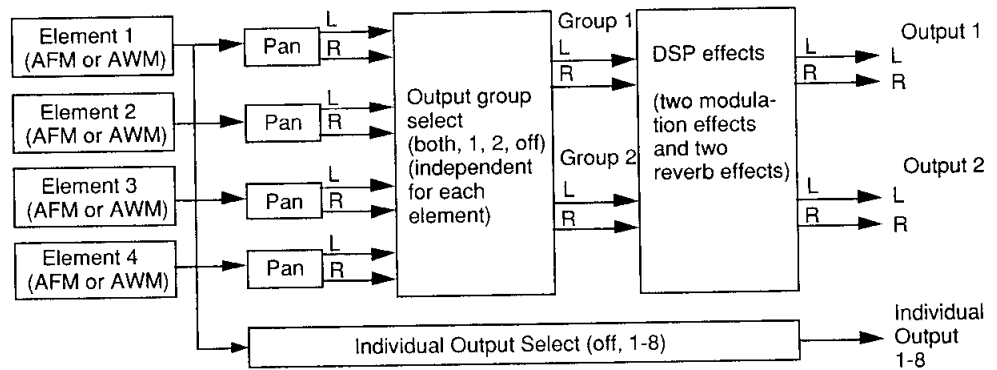 Element 1
(AFM or AWM)
Element 2
(AFM or AWM)
Element 3
(AFM or AWM)
Element 4
(AFM or AWM)
Pan
L
R
Pan
L
R
Pan
L
R
Pan
L
R
Output group
select
(both, 1, 2, off)
(independent
for each
element)
Group 1
L
R
Group 2
L
R
DSP effects
(two modula-
tion effects
and two
reverb effects)
L
R
Output 1
L
R
L
R
Output 2
L
R
Individual Output Select (off, 1-8)
Individual
Output
1-8